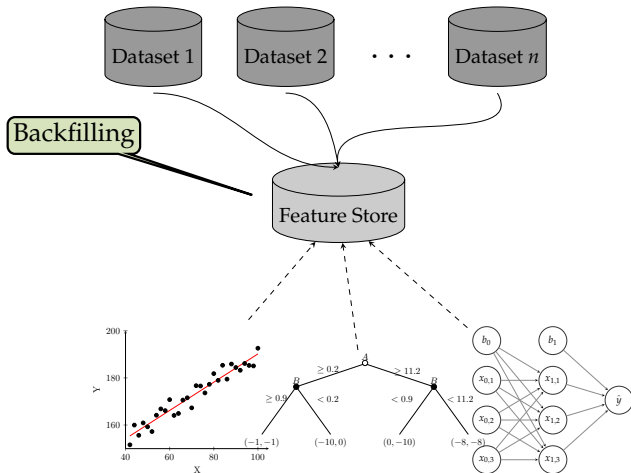 Dataset 1
Dataset 2
. . .
Dataset n
Backfilling
Feature Store
200
180
160
Y
40
60
80
100
X
A
≥ 0.2
> 11.2
B
B
≥ 0.9
< 0.2
< 0.9
< 11.2
(−1, −1)
(−10, 0)
(0, −10)
(−8, −8)
b0
b1
x0,1
x1,1
x0,2
x1,2
x0,3
x1,3
ŷ